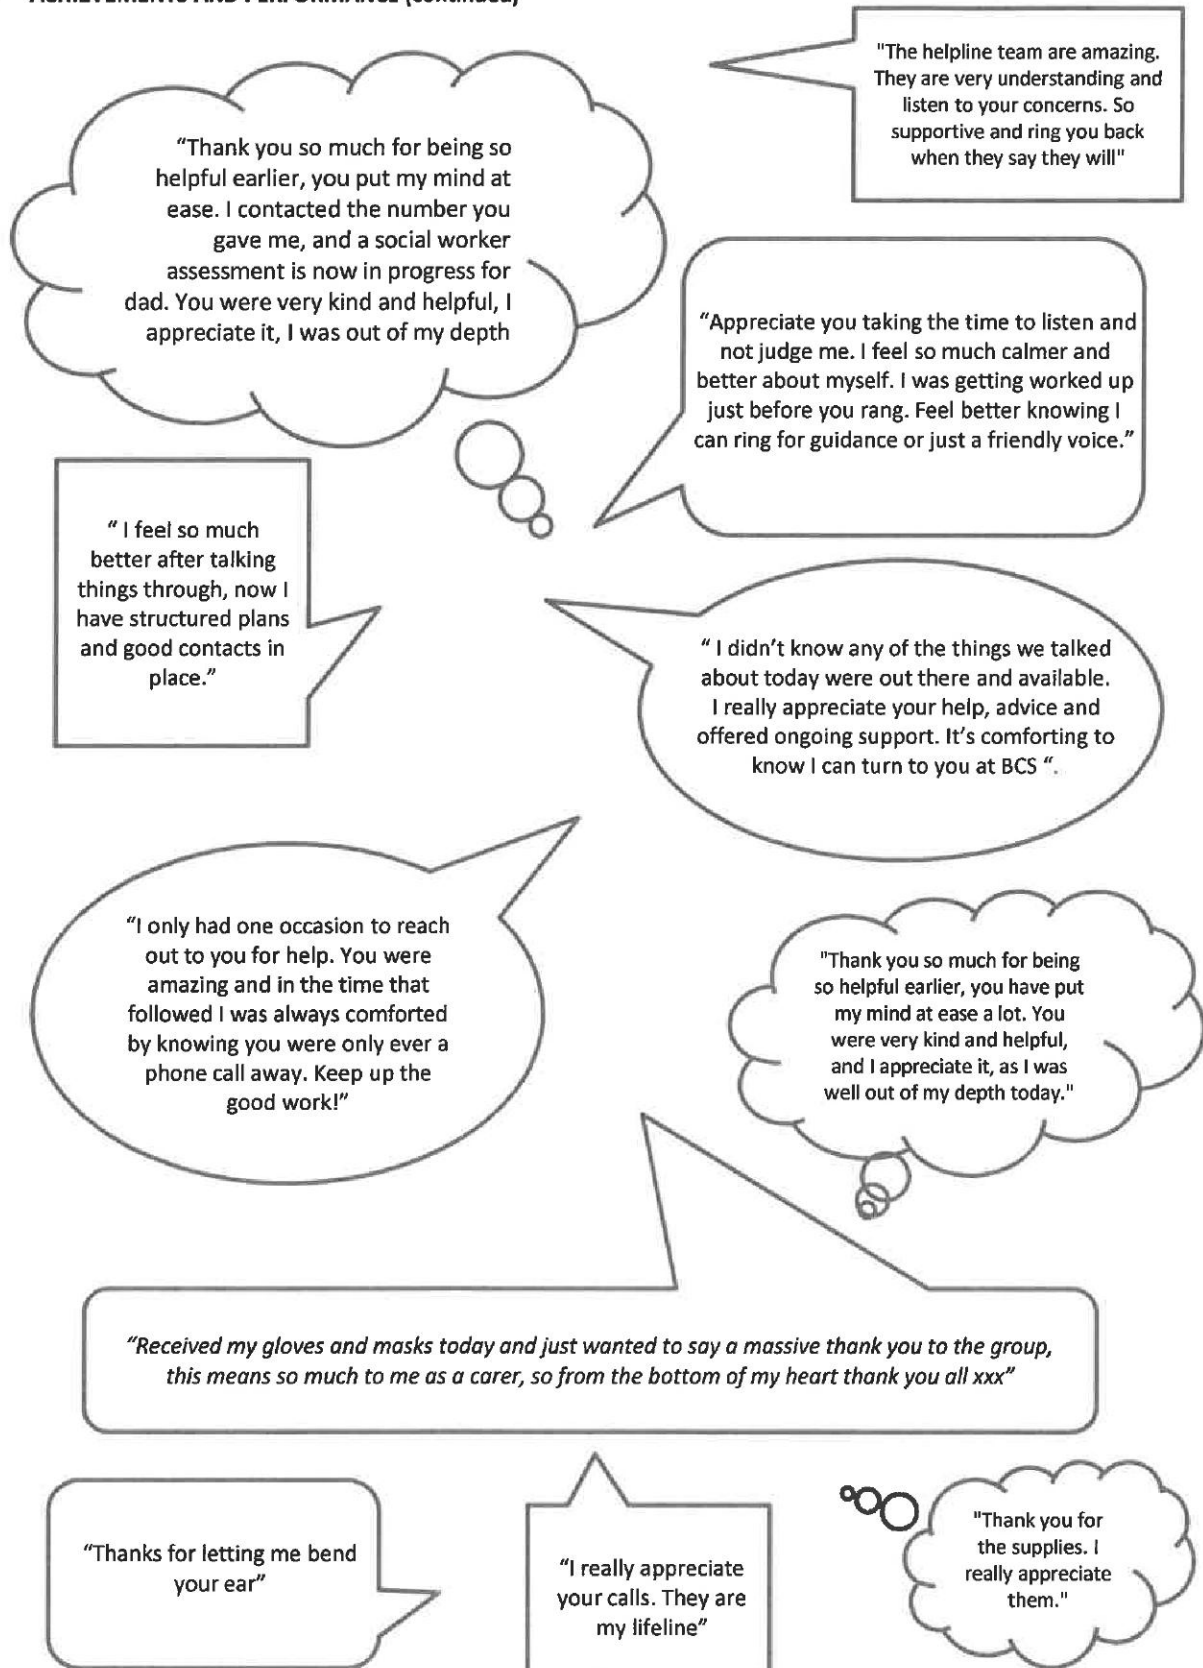 ACHIEVEMENTS AND PERFORMANCE (continued)
"The helpline team are amazing.
They are very understanding and
listen to your concerns. So
supportive and ring you back
when they say they will"
“Thank you so much for being so
helpful earlier, you put my mind at
ease. I contacted the number you
gave me, and a social worker
assessment is now in progress for
dad. You were very kind and helpful, I
appreciate it, I was out of my depth
“Appreciate you taking the time to listen and
not judge me. I feel so much calmer and
better about myself. I was getting worked up
just before you rang. Feel better knowing I
can ring for guidance or just a friendly voice.”
“ I feel so much
better after talking
things through, now I
have structured plans
and good contacts in
place.”
“ I didn’t know any of the things we talked
about today were out there and available.
I really appreciate your help, advice and
offered ongoing support. It’s comforting to
know I can turn to you at BCS “.
“I only had one occasion to reach
out to you for help. You were
amazing and in the time that
followed I was always comforted
by knowing you were only ever a
phone call away. Keep up the
good work!”
"Thank you so much for being
so helpful earlier, you have put
my mind at ease a lot. You
were very kind and helpful,
and I appreciate it, as I was
well out of my depth today."
“Received my gloves and masks today and just wanted to say a massive thank you to the group,
this means so much to me as a carer, so from the bottom of my heart thank you all xxx”
“Thanks for letting me bend
your ear”
“I really appreciate
your calls. They are
my lifeline”
"Thank you for
the supplies. I
really appreciate
them."